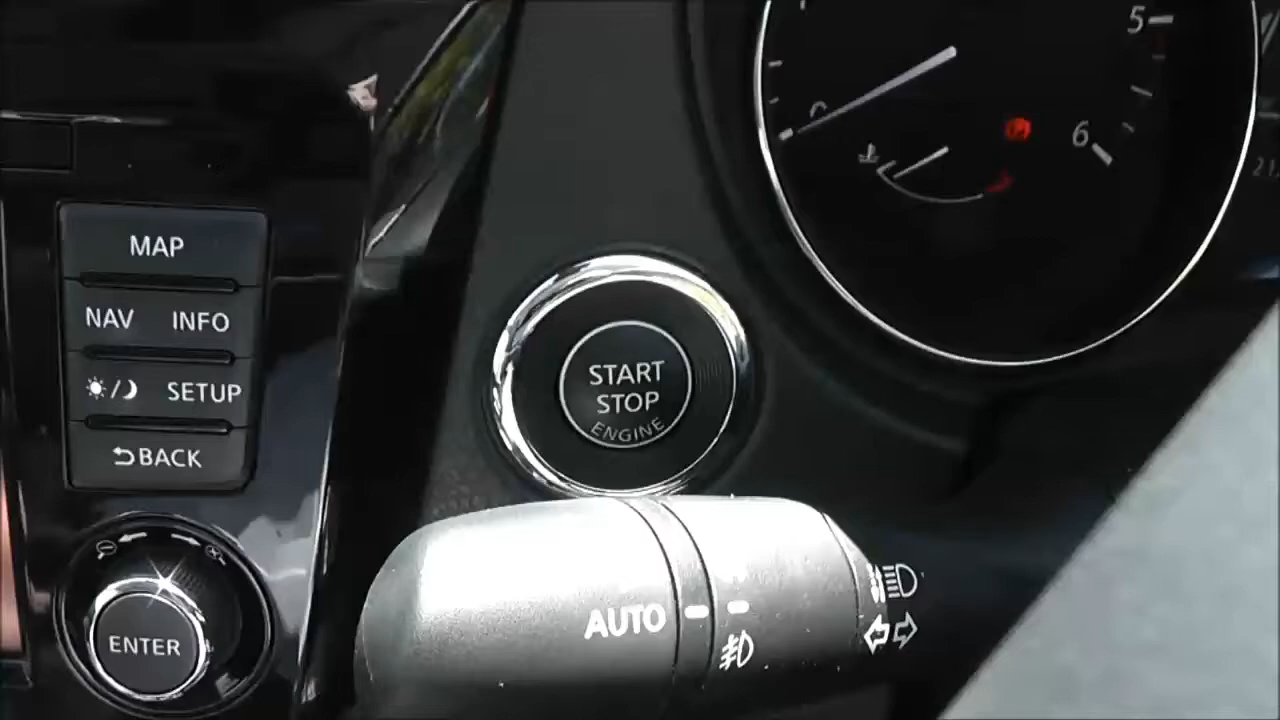 5
6
MAP
NAV INFO
SETUP
BACK
START
STOP
ENGINE
ENTER
AUTO